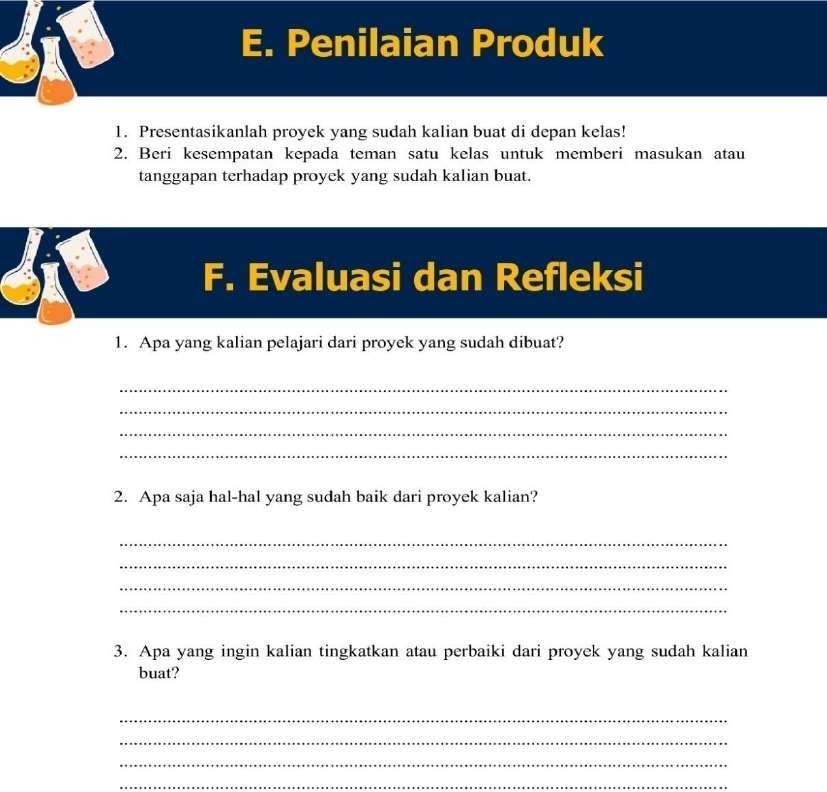 E. Penilaian Produk
1. Presentasikanlah proyek yang sudah kalian buat di depan kelas!
2. Beri kesempatan kepada teman satu kelas untuk memberi masukan atau
tanggapan terhadap proyek yang sudah kalian buat.
F. Evaluasi dan Refleksi
1. Apa yang kalian pelajari dari proyek yang sudah dibuat?
2. Apa saja hal-hal yang sudah baik dari proyek kalian?
3. Apa yang ingin kalian tingkatkan atau perbaiki dari proyek yang sudah kalian
buat?